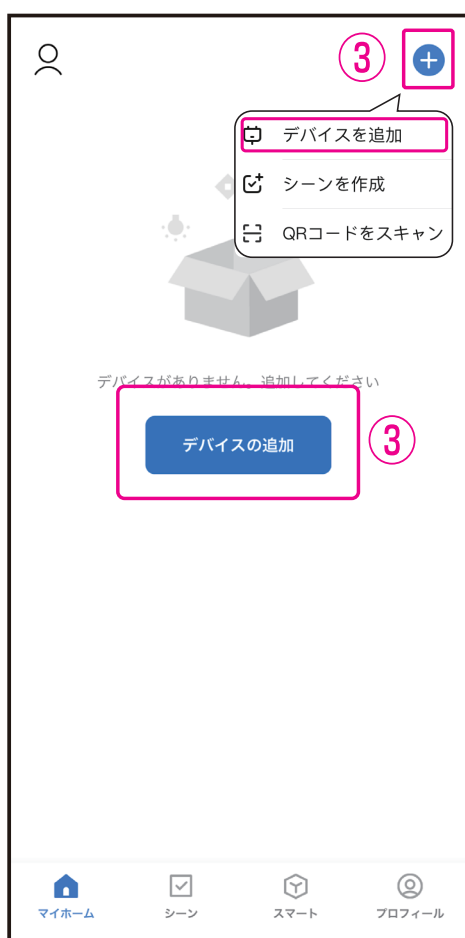 ③
デバイスを追加
シーンを作成
QRコードをスキャン
デバイスがありません。追加してください
デバイスの追加
③
マイホーム
シーン
スマート
プロフィール